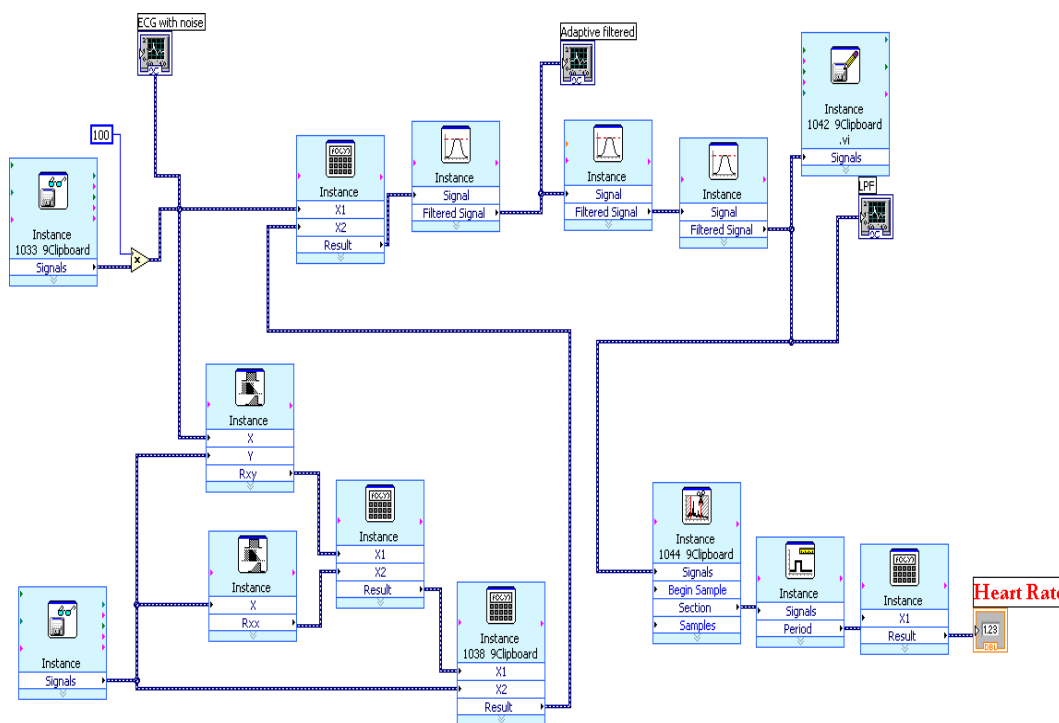 ECG with noise
Adaptive filtered
100
Instance
1033 9Clipboard
Signals
x
f(x,y)
Instance
X1
X2
Result
Instance
Signal
Filtered Signal
Instance
Signal
Filtered Signal
Instance
Signal
Filtered Signal
Instance
1042 9Clipboard
.vi
Signals
LPF
Instance
X
Y
Rxy
Instance
X
Rxx
f(x,y)
Instance
X1
X2
Result
Instance
Signals
f(x,y)
Instance
1038 9Clipboard
X1
X2
Result
Instance
1044 9Clipboard
Signals
Begin Sample
Section
Samples
Instance
Signals
Period
Instance
X1
Result
Heart Rate
1.23
DBL